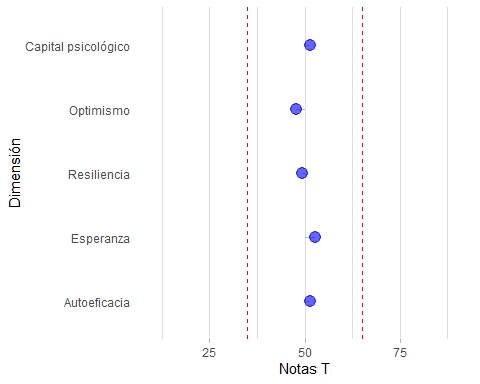 Capital psicológico
Optimismo
Resiliencia
Esperanza
Autoeficacia
Dimensión
25
50
75
Notas T